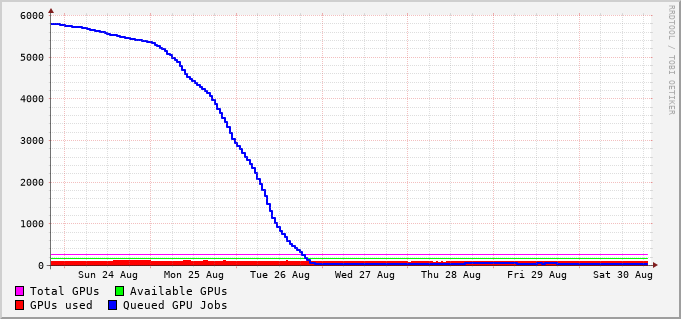 6000
5000
4000
3000
2000
1000
0
Sun 24 Aug Mon 25 Aug Tue 26 Aug Wed 27 Aug Thu 28 Aug Fri 29 Aug Sat 30 Aug
Total GPUs Available GPUs
GPUs used Queued GPU Jobs
RRDTOOL / TOBI OETIKER